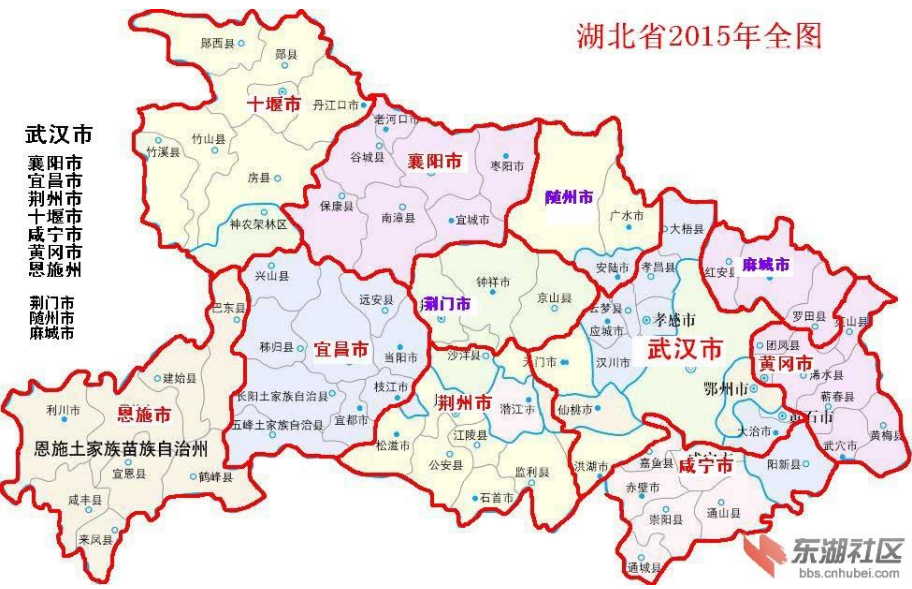 湖北省2015年全图
武汉市
襄阳市
宜昌市
荆州市
十堰市
咸宁市
黄冈市
恩施州
荆门市
随州市
麻城市
郧西县
郧县
十堰市
丹江口市
竹山县
竹溪县
房县
神农架林区
老河口市
谷城县
襄阳市
枣阳市
保康县
南漳县
宜城市
随州市
广水市
大悟县
安陆市
孝昌县
红安县
麻城市
罗田县
英山县
兴山县
巴东县
远安县
秭归县
宜昌市
当阳市
枝江市
长阳土家族自治县
五峰土家族自治县
宜都市
钟祥市
荆门市
京山县
沙洋县
天门市
云梦县
应城市
孝感市
汉川市
武汉市
团凤县
黄冈市
浠水县
鄂州市
蕲春县
黄石市
大冶市
武穴市
黄梅县
建始县
利川市
恩施市
恩施土家族苗族自治州
宣恩县
鹤峰县
咸丰县
来凤县
荆州市
潜江市
仙桃市
松滋市
江陵县
公安县
监利县
石首市
洪湖市
嘉鱼县
咸宁市
阳新县
赤壁市
崇阳县
通山县
通城县
东湖社区
bbs.cnhubei.com